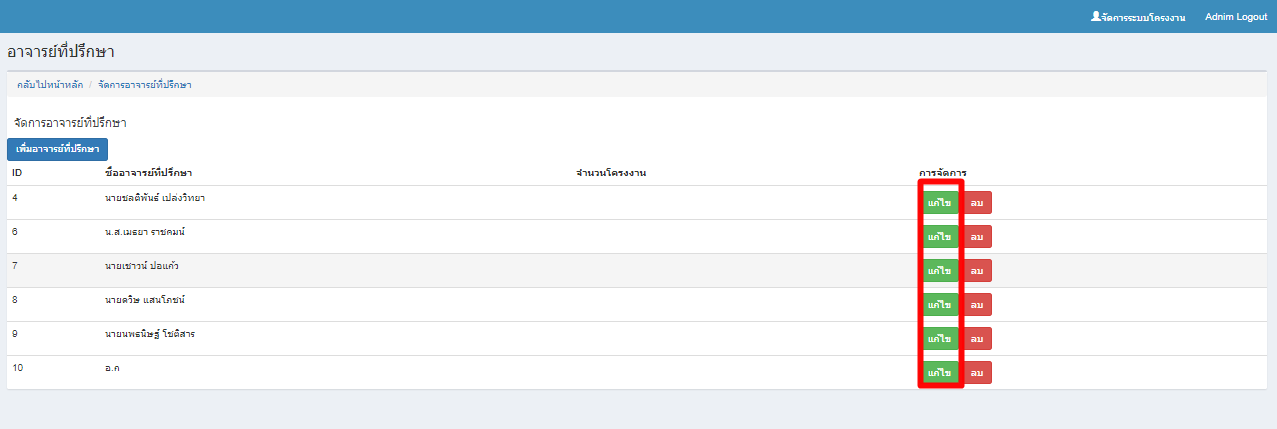 จัดการระบบโครงงาน Adnim Logout
อาจารย์ที่ปรึกษา
กลับไปหน้าหลัก / จัดการอาจารย์ที่ปรึกษา
จัดการอาจารย์ที่ปรึกษา
เพิ่มอาจารย์ที่ปรึกษา
ID ชื่ออาจารย์ที่ปรึกษา จำนวนโครงงาน การจัดการ
4 นายชลติพันธ์ เปล่งวิทยา แก้ไข ลบ
6 น.ส.เมธยา ราชคมน์ แก้ไข ลบ
7 นายเชาวน์ ปอแก้ว แก้ไข ลบ
8 นายตวิษ แสนโภชน์ แก้ไข ลบ
9 นายนพธนิษฐ์ โชติสาร แก้ไข ลบ
10 อ.ก แก้ไข ลบ